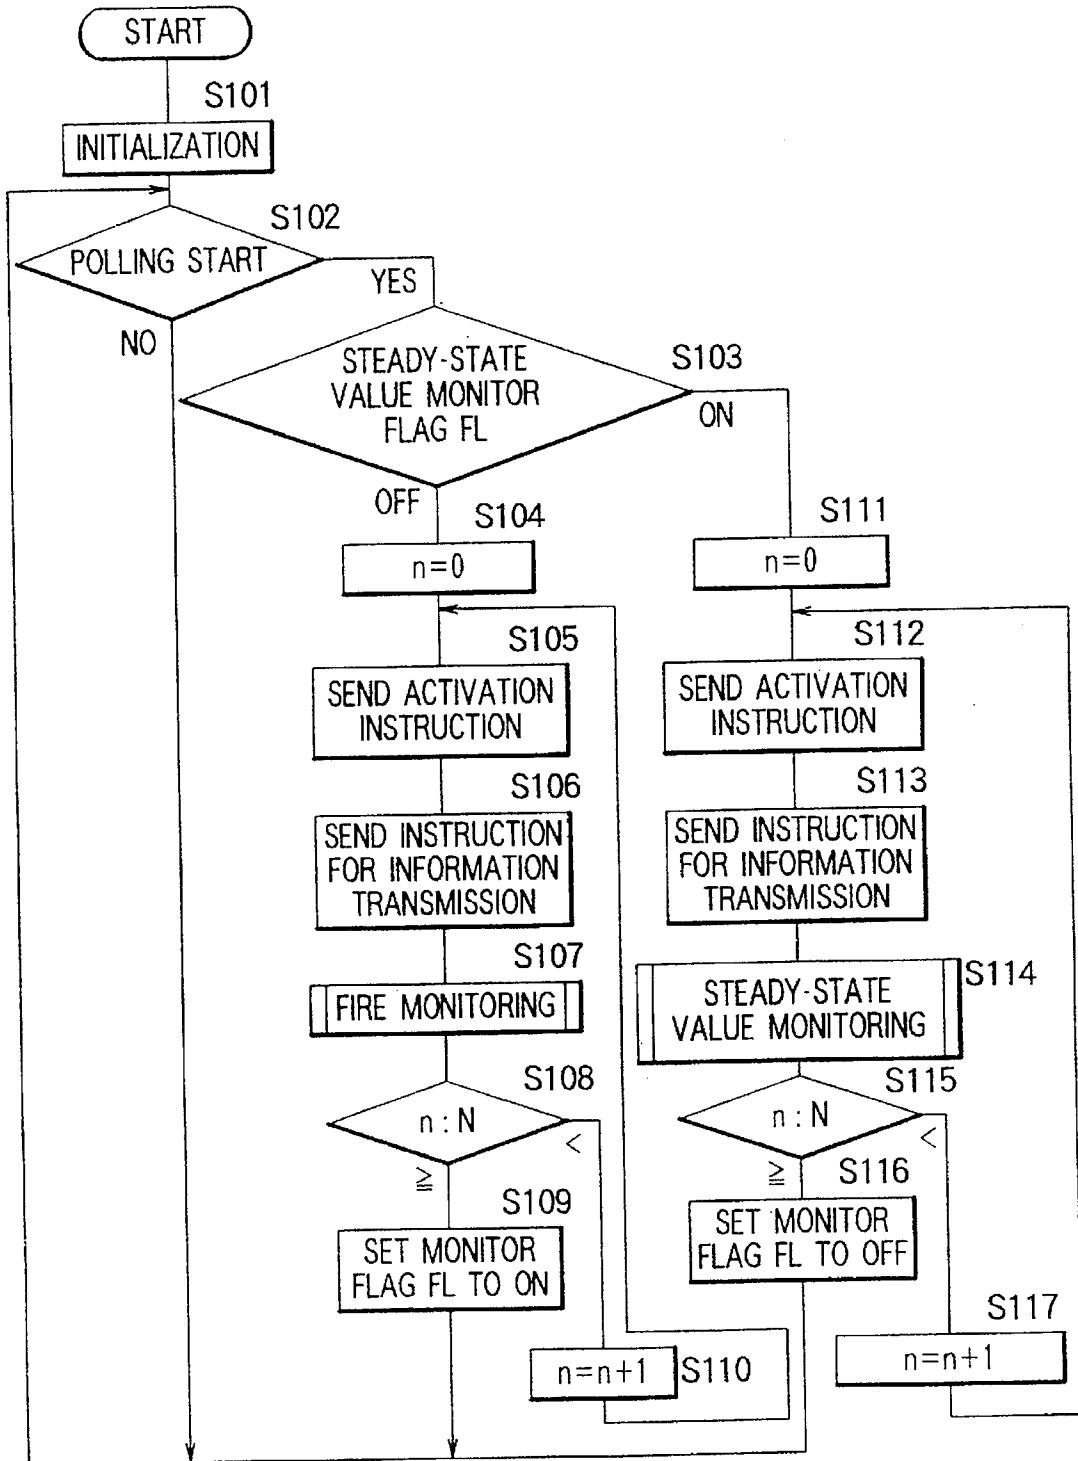 START
S101
INITIALIZATION
S102
POLLING START
YES
NO
STEADY-STATE
VALUE MONITOR
FLAG FL
S103
ON
OFF
S104
n=0
S111
n=0
S105
SEND ACTIVATION
INSTRUCTION
S112
SEND ACTIVATION
INSTRUCTION
S106
SEND INSTRUCTION
FOR INFORMATION
TRANSMISSION
S113
SEND INSTRUCTION
FOR INFORMATION
TRANSMISSION
S107
FIRE MONITORING
S114
STEADY-STATE
VALUE MONITORING
S108
n : N
<
≧
S115
n : N
<
≧
S109
SET MONITOR
FLAG FL TO ON
S116
SET MONITOR
FLAG FL TO OFF
S110
n=n+1
S117
n=n+1